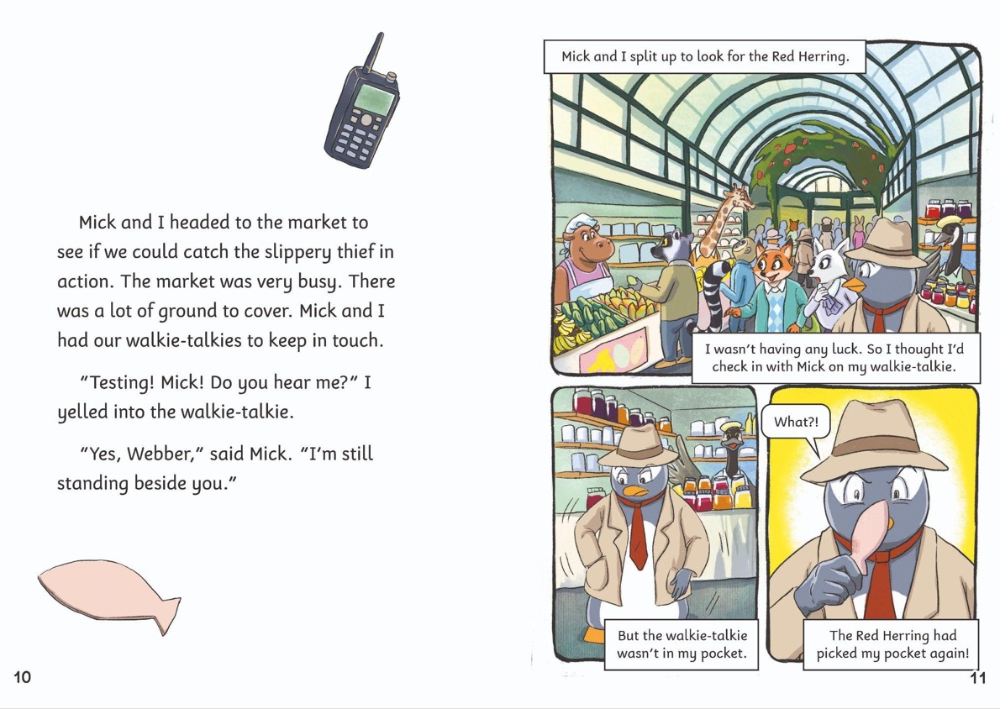 Mick and I headed to the market to
see if we could catch the slippery thief in
action. The market was very busy. There
was a lot of ground to cover. Mick and I
had our walkie-talkies to keep in touch.
“Testing! Mick! Do you hear me?” I
yelled into the walkie-talkie.
“Yes, Webber,” said Mick. “I’m still
standing beside you.”
10
Mick and I split up to look for the Red Herring.
I wasn’t having any luck. So I thought I’d
check in with Mick on my walkie-talkie.
But the walkie-talkie
wasn’t in my pocket.
What?!
The Red Herring had
picked my pocket again!
11